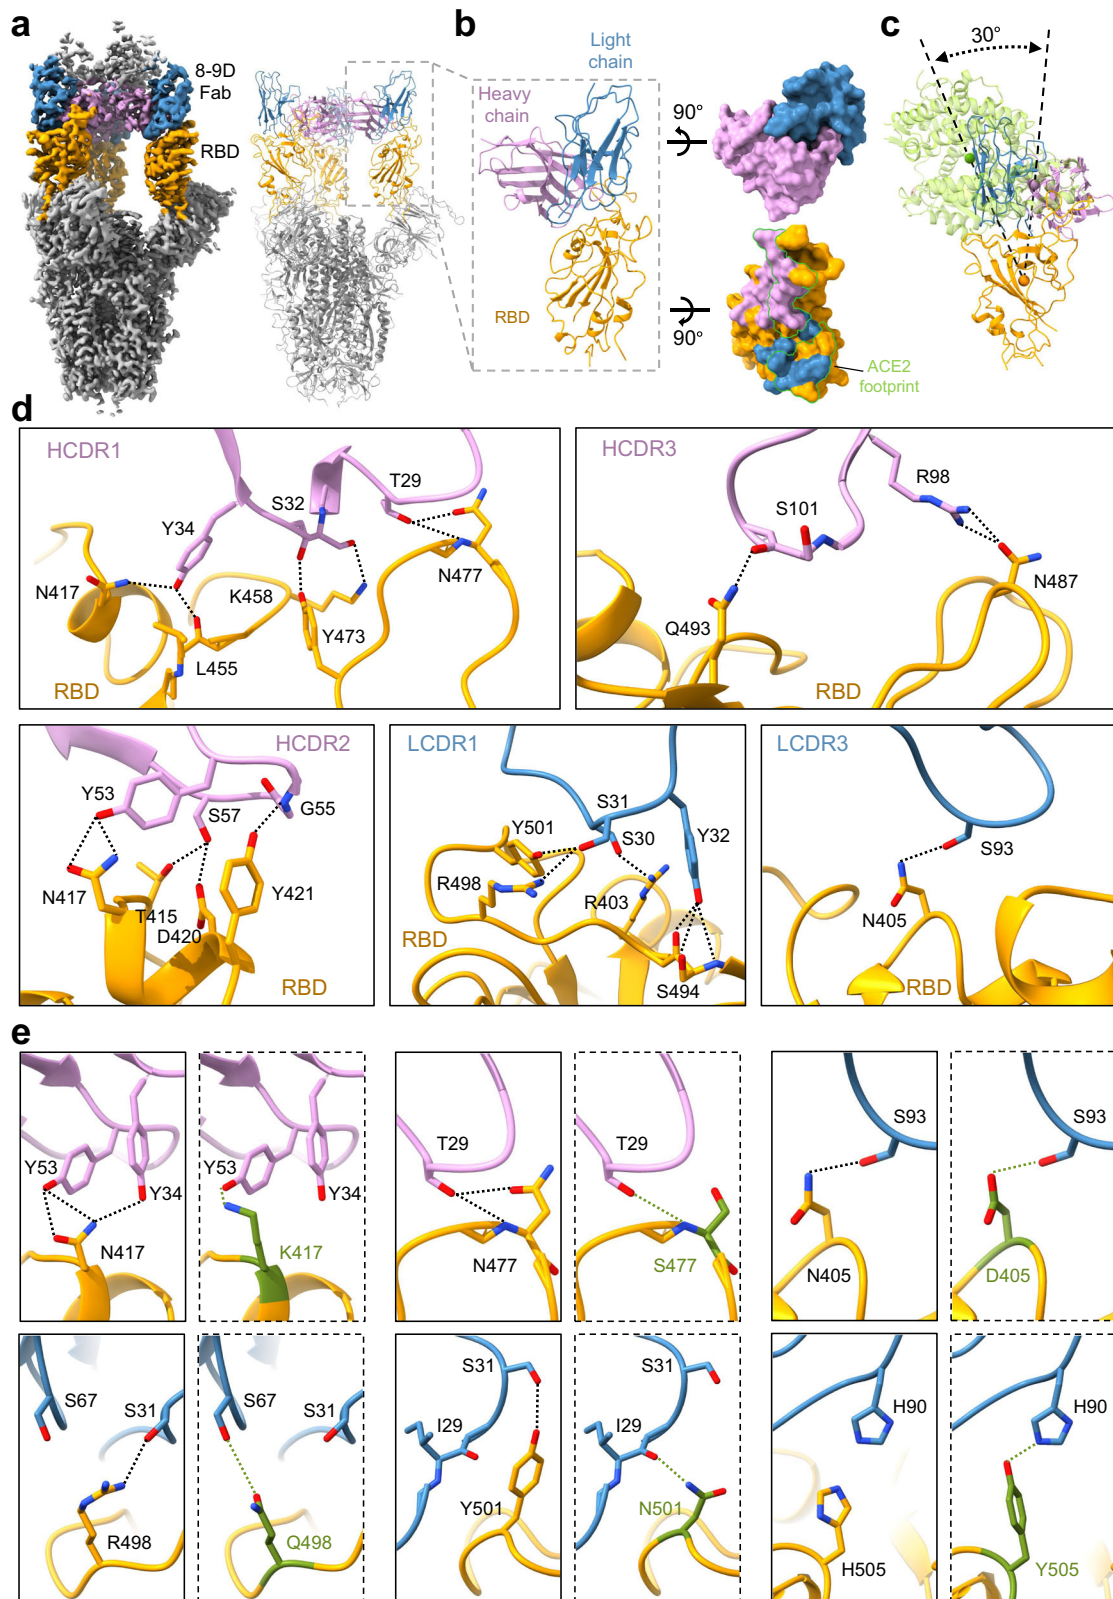 a
8-9D
Fab
RBD
b
Light
chain
Heavy
chain
RBD
90°
90°
ACE2
footprint
c
30°
d
HCDR1
T29
S32
Y34
N417
K458
N477
Y473
L455
RBD
HCDR3
R98
S101
N487
Q493
RBD
HCDR2
Y53
S57
G55
N417
T415
Y421
D420
RBD
LCDR1
S31
Y501
S30
Y32
R498
R403
RBD
S494
LCDR3
S93
N405
RBD
e
Y53
Y34
N417
Y53
Y34
K417
T29
N477
T29
S477
S93
N405
S93
D405
S67
S31
R498
S67
S31
Q498
S31
I29
Y501
S31
I29
N501
H90
H505
H90
Y505